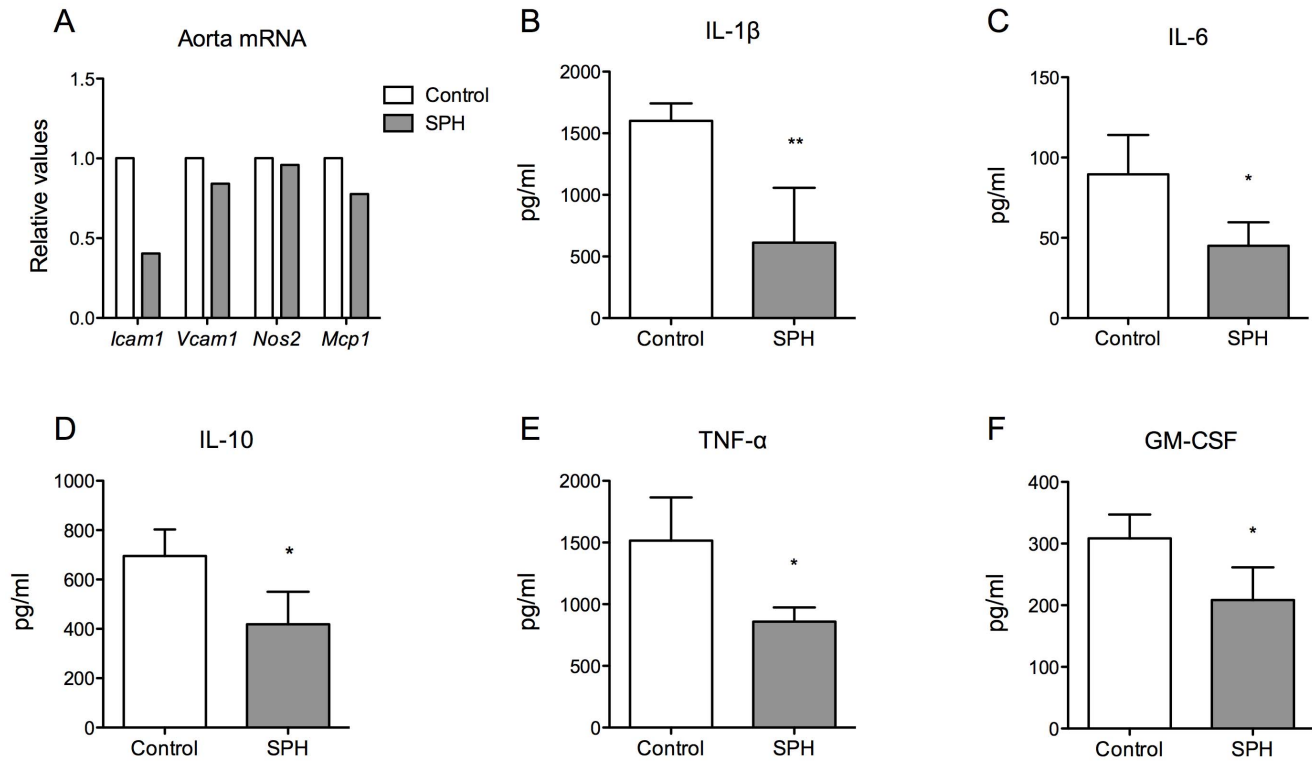 A
Aorta mRNA
Relative values
1.5
1.0
0.5
0.0
Icam1 Vcam1 Nos2 Mcp1
Control
SPH
B
IL-1β
pg/ml
2000
1500
1000
500
0
**
Control SPH
C
IL-6
pg/ml
150
100
50
0
*
Control SPH
D
IL-10
pg/ml
1000
800
600
400
200
0
*
Control SPH
E
TNF-α
pg/ml
2000
1500
1000
500
0
*
Control SPH
F
GM-CSF
pg/ml
400
300
200
100
0
*
Control SPH